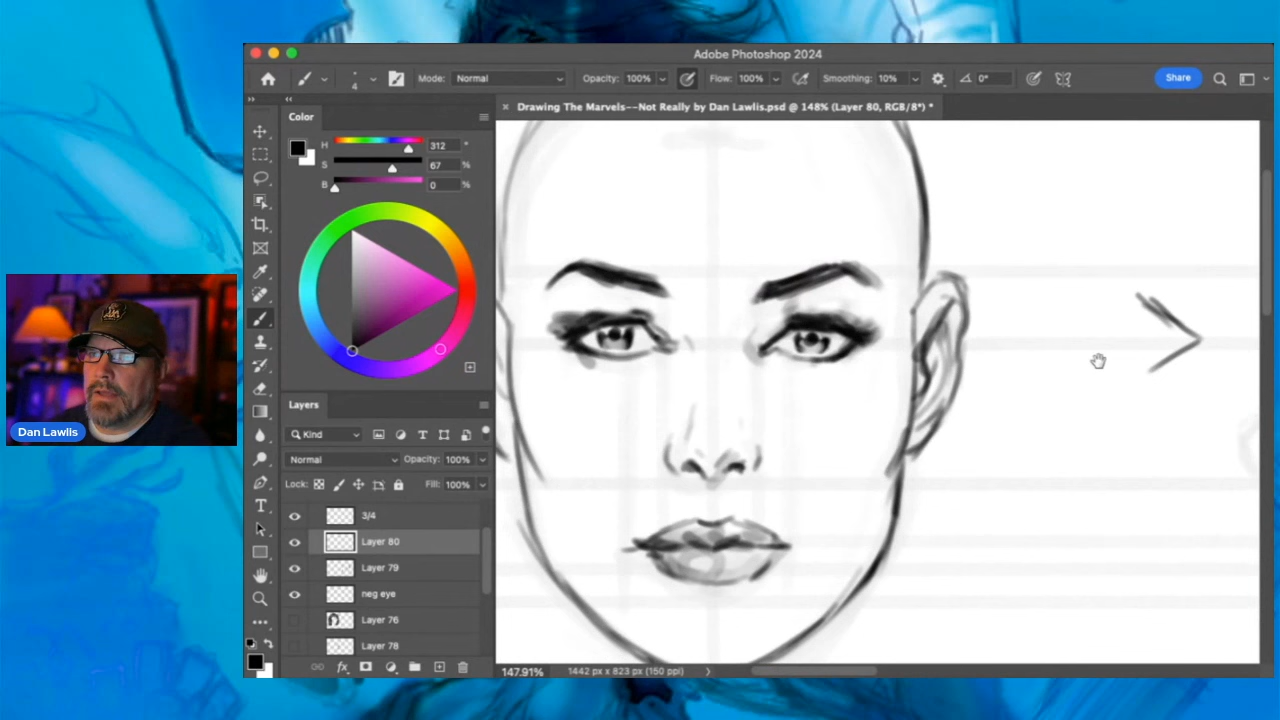 Adobe Photoshop 2024
4
Mode: Normal
Opacity: 100%
Flow: 100%
Smoothing: 10%
0°
Share
Drawing The Marvels––Not Really by Dan Lawlis.psd @ 148% (Layer 80, RGB/8*) *
Color
H 312 °
S 67 %
B 0 %
Layers
Kind
Normal
Opacity: 100%
Lock:
Fill: 100%
3/4
Layer 80
Layer 79
neg eye
Layer 76
Layer 78
147.91%
1442 px x 823 px (150 ppi)
Dan Lawlis